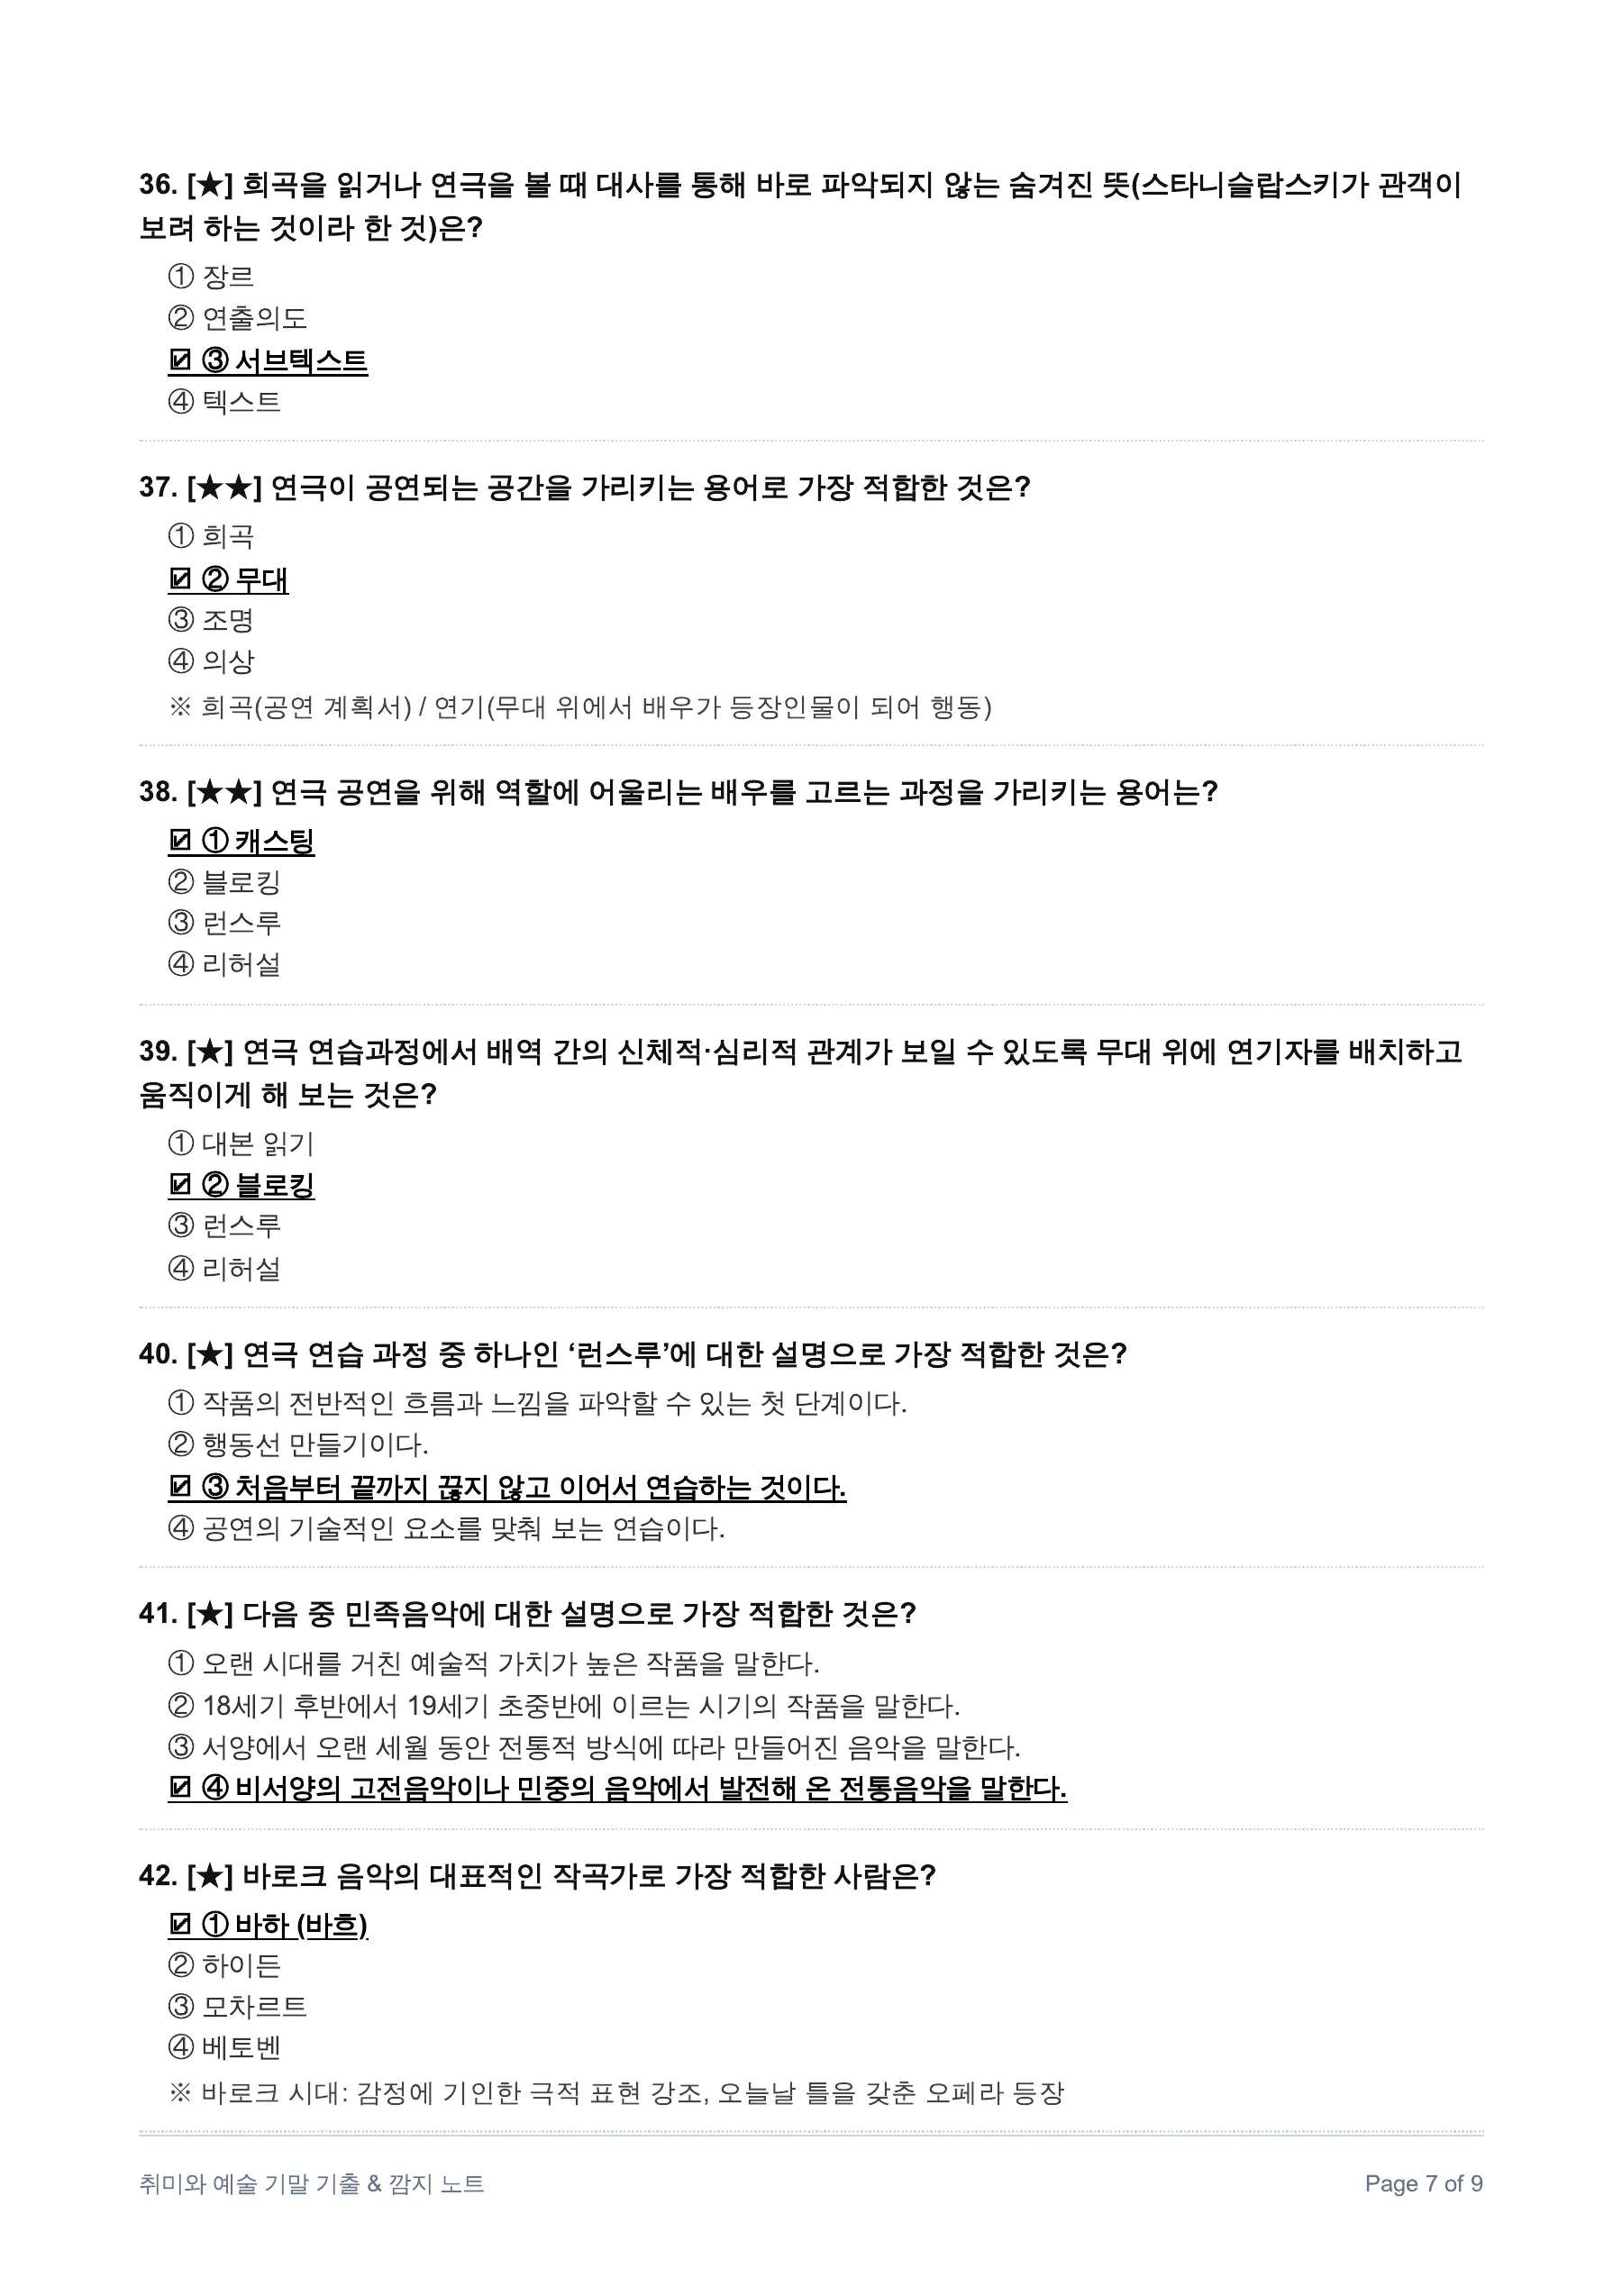 36. [★] 희곡을 읽거나 연극을 볼 때 대사를 통해 바로 파악되지 않는 숨겨진 뜻(스타니슬랍스키가 관객이
보려 하는 것이라 한 것)은?
① 장르
② 연출의도
☑ ③ 서브텍스트
④ 텍스트
37. [★★] 연극이 공연되는 공간을 가리키는 용어로 가장 적합한 것은?
① 희곡
☑ ② 무대
③ 조명
④ 의상
※ 희곡(공연 계획서) / 연기(무대 위에서 배우가 등장인물이 되어 행동)
38. [★★] 연극 공연을 위해 역할에 어울리는 배우를 고르는 과정을 가리키는 용어는?
☑ ① 캐스팅
② 블로킹
③ 런스루
④ 리허설
39. [★] 연극 연습과정에서 배역 간의 신체적·심리적 관계가 보일 수 있도록 무대 위에 연기자를 배치하고
움직이게 해 보는 것은?
① 대본 읽기
☑ ② 블로킹
③ 런스루
④ 리허설
40. [★] 연극 연습 과정 중 하나인 ‘런스루’에 대한 설명으로 가장 적합한 것은?
① 작품의 전반적인 흐름과 느낌을 파악할 수 있는 첫 단계이다.
② 행동선 만들기이다.
☑ ③ 처음부터 끝까지 끊지 않고 이어서 연습하는 것이다.
④ 공연의 기술적인 요소를 맞춰 보는 연습이다.
41. [★] 다음 중 민족음악에 대한 설명으로 가장 적합한 것은?
① 오랜 시대를 거친 예술적 가치가 높은 작품을 말한다.
② 18세기 후반에서 19세기 초중반에 이르는 시기의 작품을 말한다.
③ 서양에서 오랜 세월 동안 전통적 방식에 따라 만들어진 음악을 말한다.
☑ ④ 비서양의 고전음악이나 민중의 음악에서 발전해 온 전통음악을 말한다.
42. [★] 바로크 음악의 대표적인 작곡가로 가장 적합한 사람은?
☑ ① 바하 (바흐)
② 하이든
③ 모차르트
④ 베토벤
※ 바로크 시대: 감정에 기인한 극적 표현 강조, 오늘날 틀을 갖춘 오페라 등장
취미와 예술 기말 기출 & 깜지 노트
Page 7 of 9